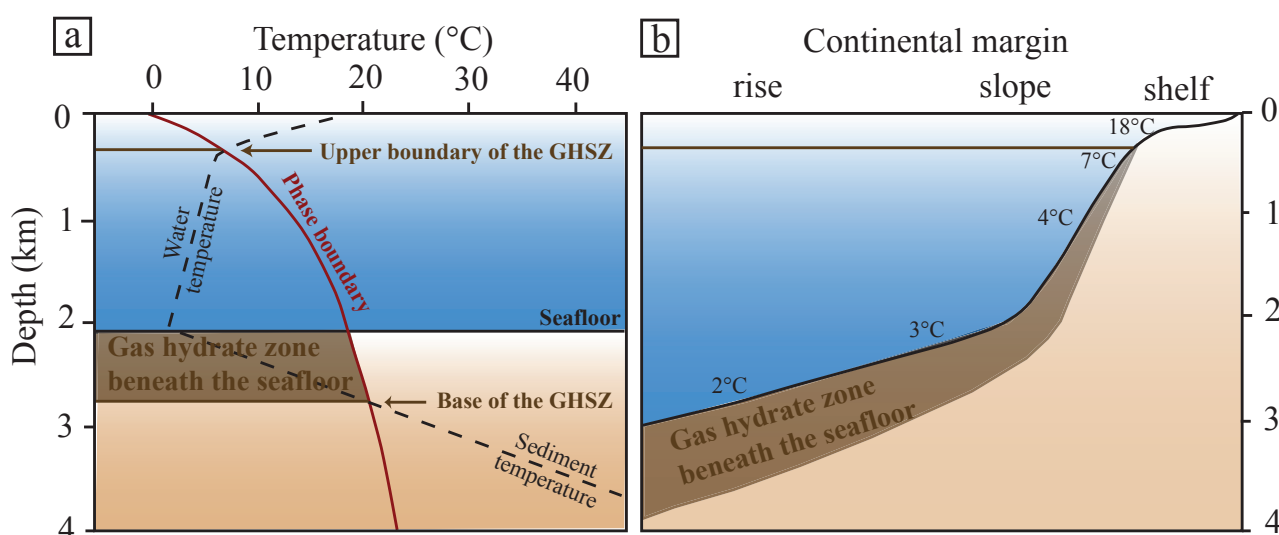 a
Temperature (°C)
0 10 20 30 40
Depth (km)
0
1
2
3
4
Upper boundary of the GHSZ
Water
temperature
Phase boundary
Seafloor
Gas hydrate zone
beneath the seafloor
Base of the GHSZ
Sediment
temperature
b
Continental margin
rise slope shelf
0
1
2
3
4
18°C
7°C
4°C
3°C
2°C
Gas hydrate zone
beneath the seafloor